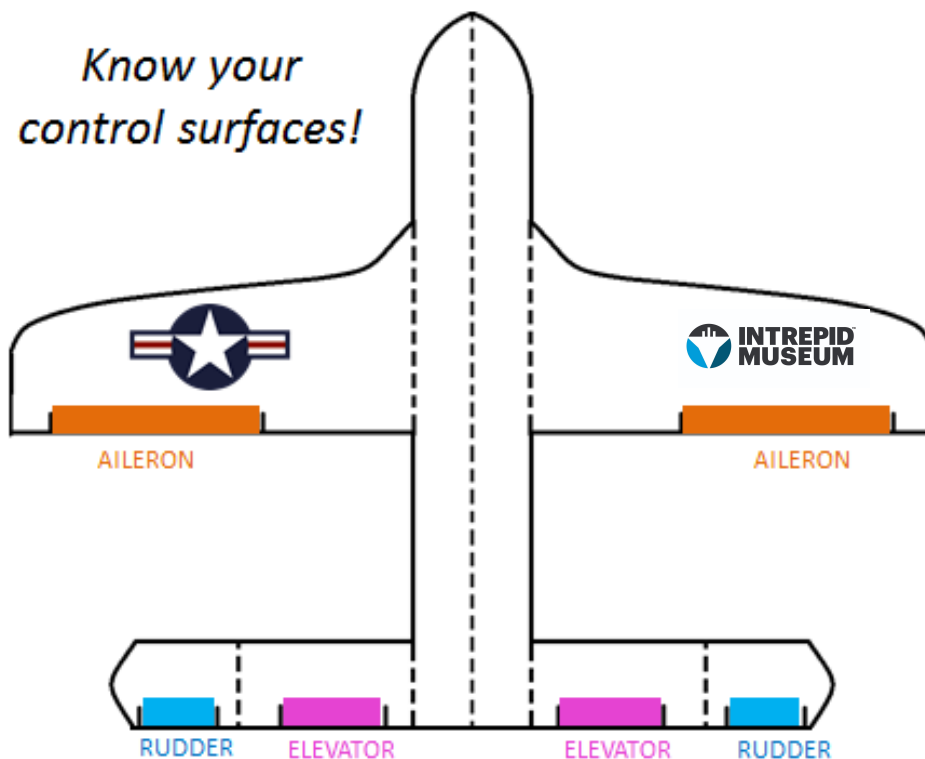 Know your
control surfaces!
INTREPID
MUSEUM
AILERON
AILERON
RUDDER
ELEVATOR
ELEVATOR
RUDDER